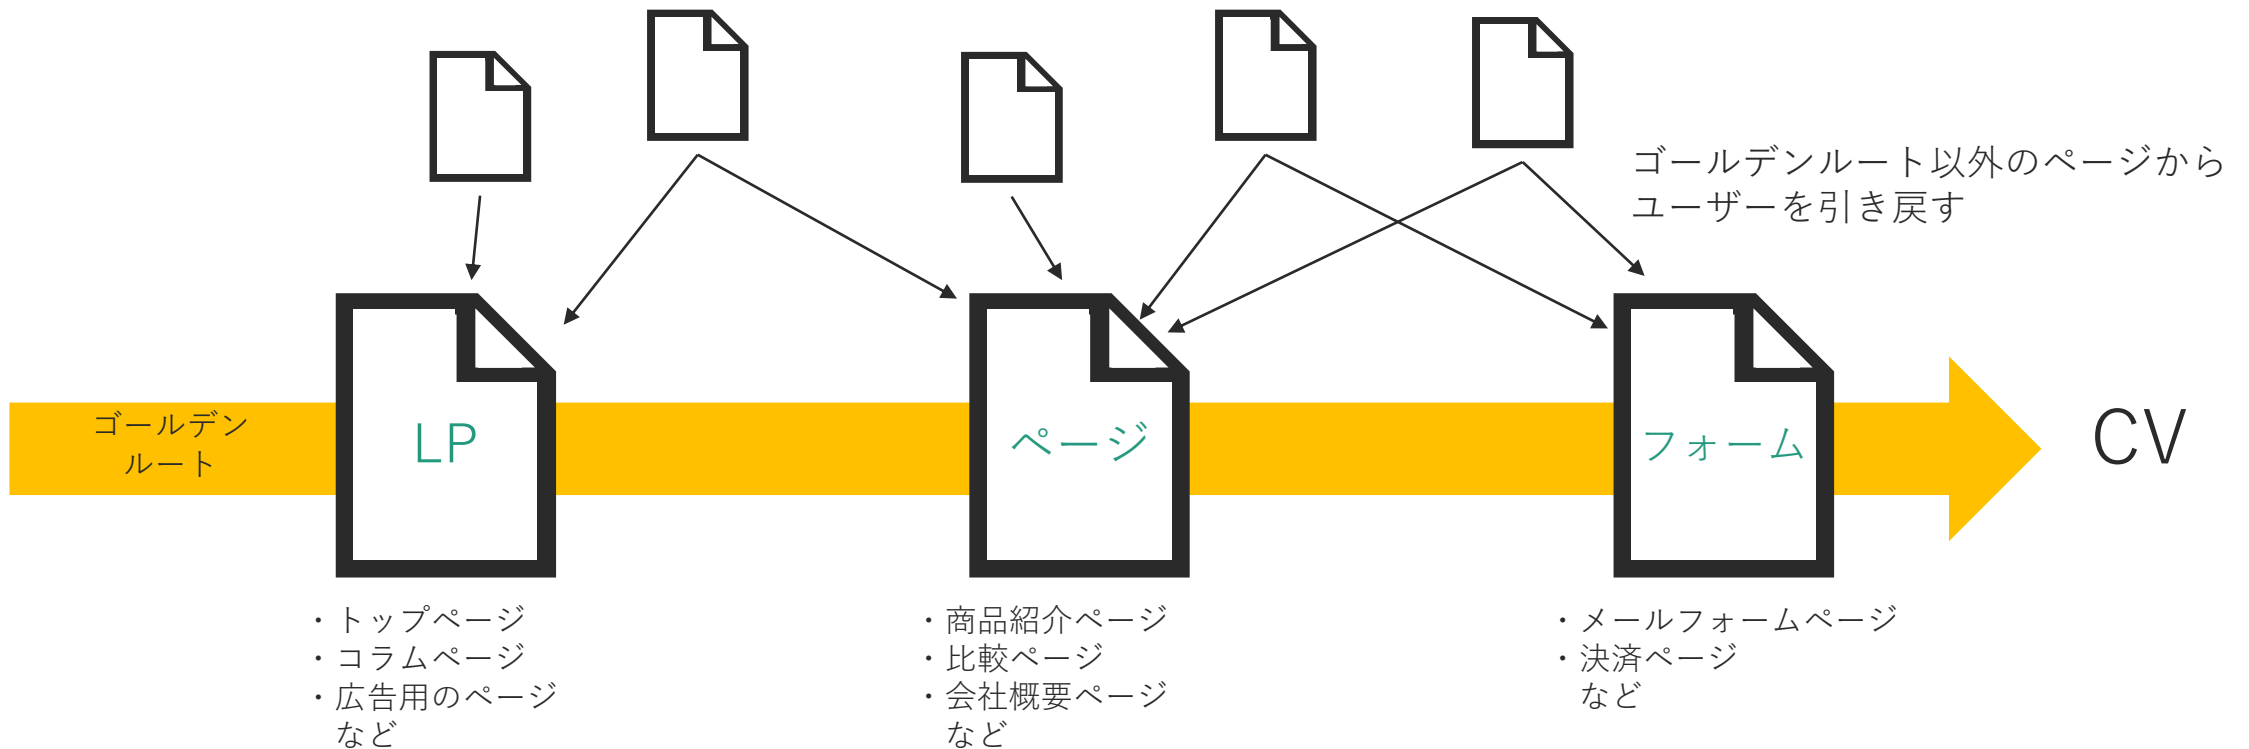 ゴールデンルート以外のページから
ユーザーを引き戻す
ゴールデン
ルート
LP
ページ
フォーム
CV
・トップページ
・コラムページ
・広告用のページ
など
・商品紹介ページ
・比較ページ
・会社概要ページ
など
・メールフォームページ
・決済ページ
など